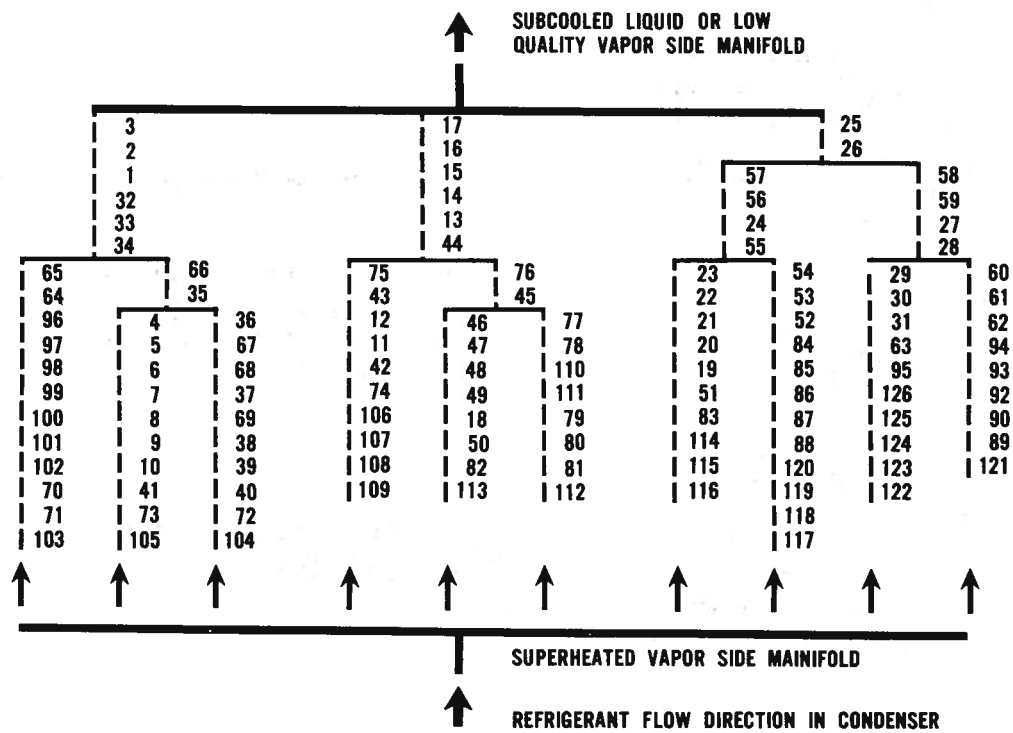 SUBCOOLED LIQUID OR LOW
QUALITY VAPOR SIDE MANIFOLD
3 17 25
2 16 26
1 15 57 58
32 14 56 59
33 13 24 27
34 44 55 28
65 66 75 76 23 54 29 60
64 35 43 45 22 53 30 61
96 4 36 12 46 77 21 52 31 62
97 5 67 11 47 78 20 84 63 94
98 6 68 42 48 110 19 85 95 93
99 7 37 74 49 111 51 86 126 92
100 8 69 106 18 79 83 87 125 90
101 9 38 107 50 80 114 88 124 89
102 10 39 108 82 81 115 120 123 121
70 41 40 109 113 112 116 119 122
71 73 72 118
103 105 104 117
SUPERHEATED VAPOR SIDE MAINIFOLD
REFRIGERANT FLOW DIRECTION IN CONDENSER